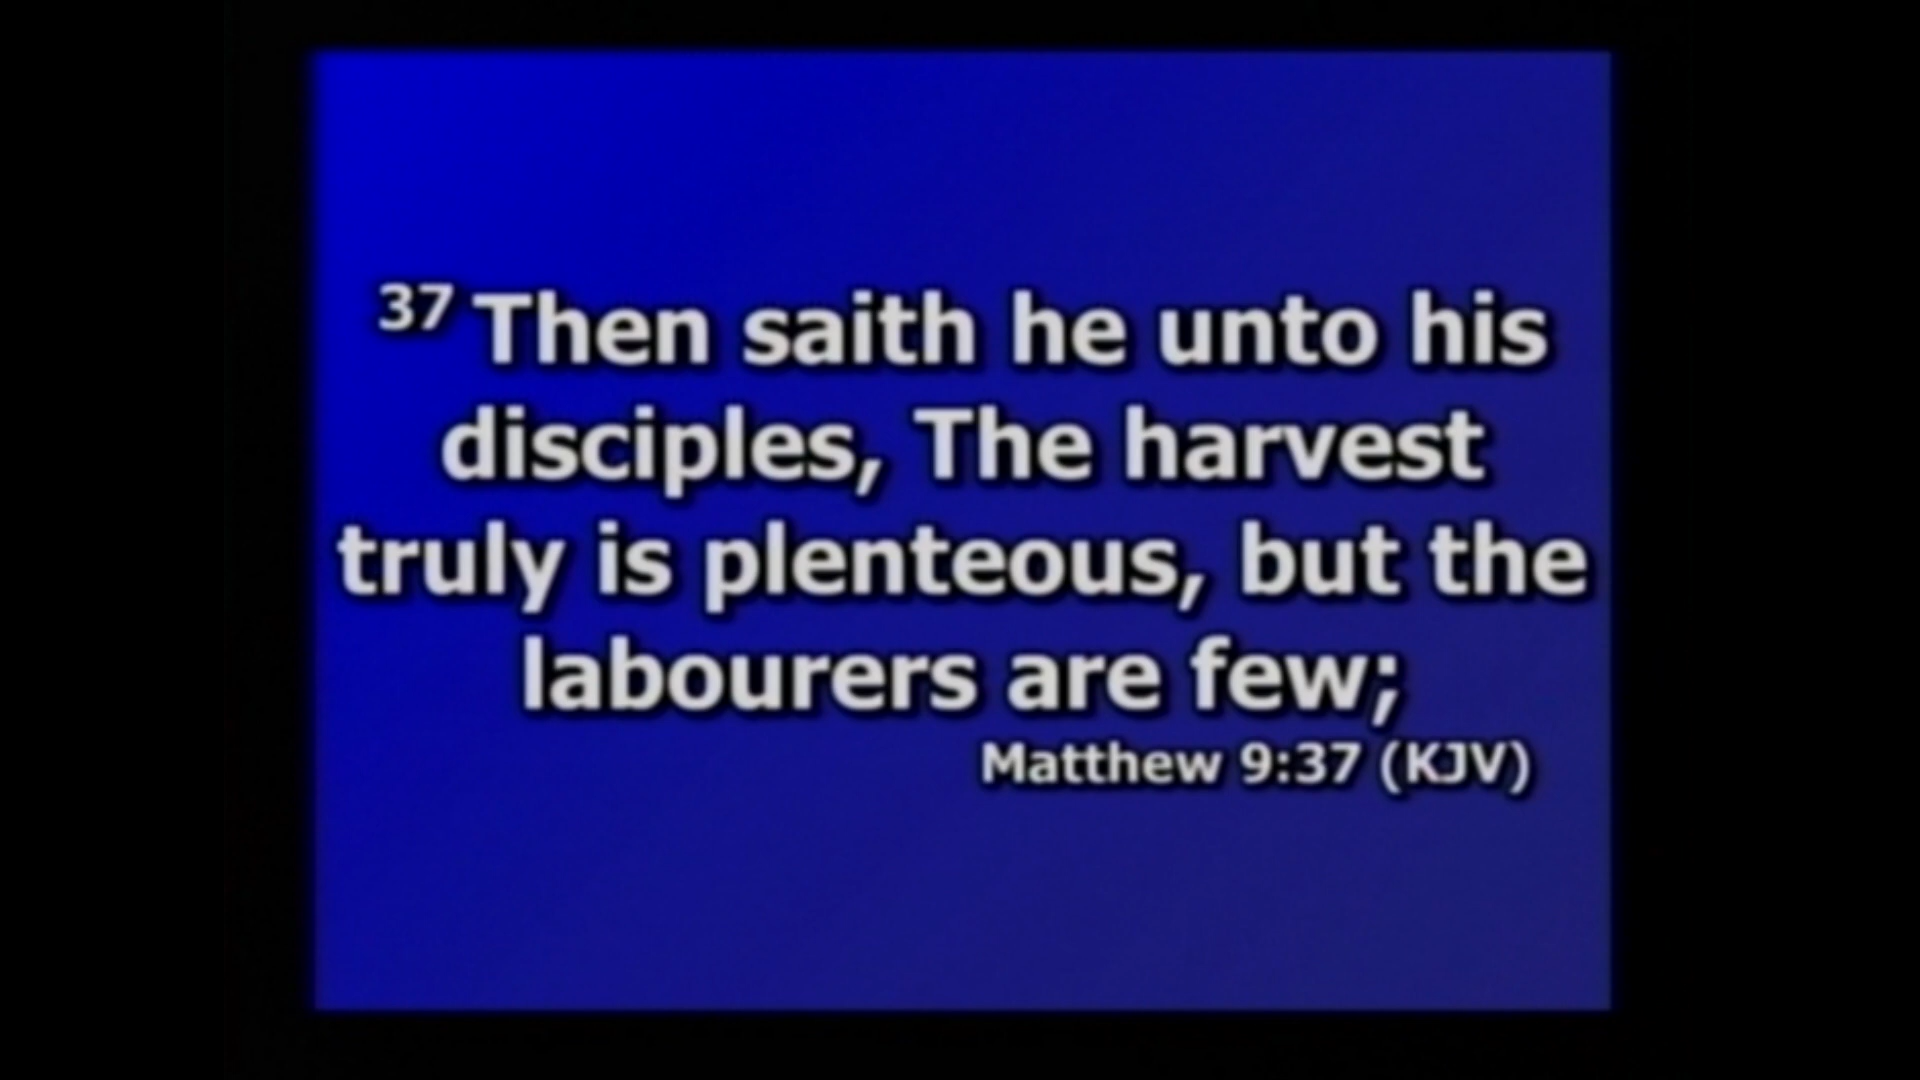 37 Then saith he unto his
disciples, The harvest
truly is plenteous, but the
labourers are few;
Matthew 9:37 (KJV)